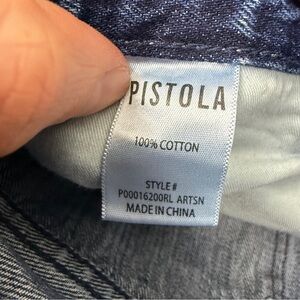 PISTOLA
100% COTTON
STYLE #
P00016200RL ARTSN
MADE IN CHINA